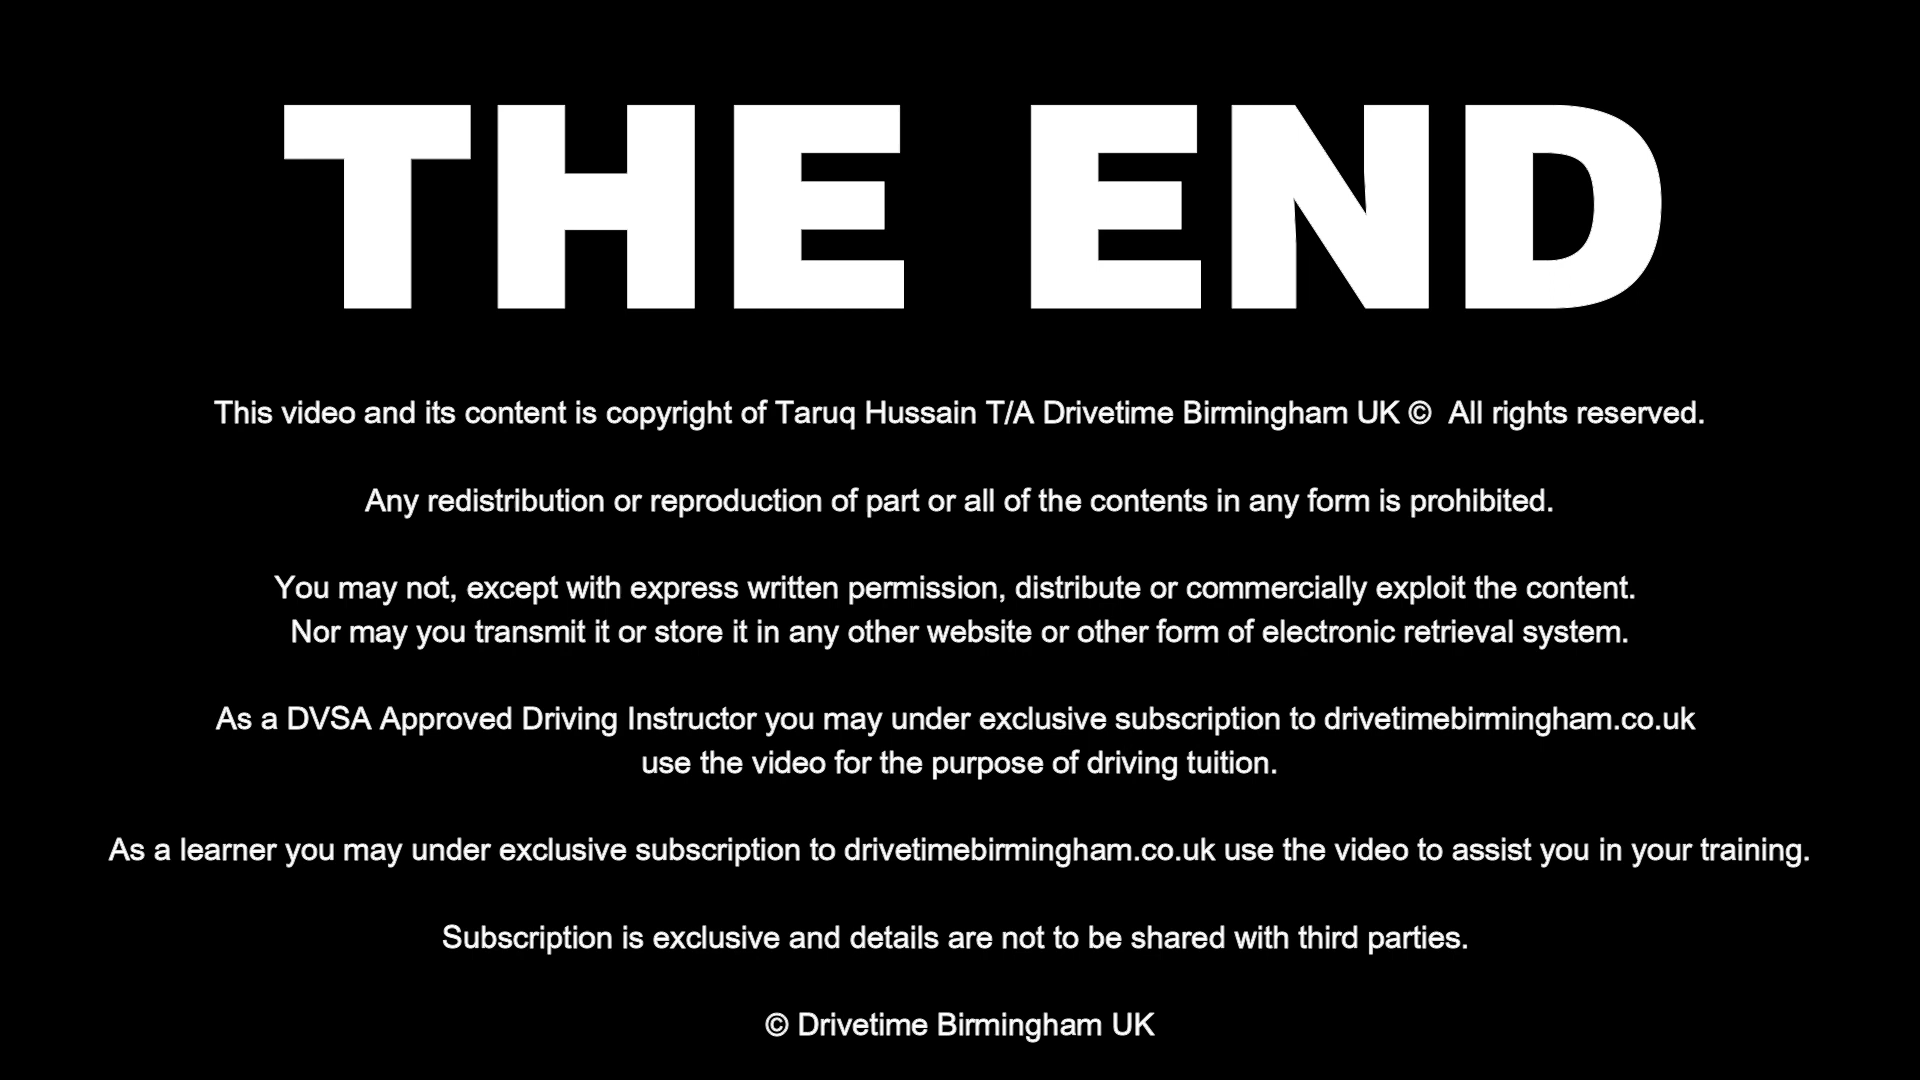 THE END
This video and its content is copyright of Taruq Hussain T/A Drivetime Birmingham UK ©  All rights reserved.
Any redistribution or reproduction of part or all of the contents in any form is prohibited.
You may not, except with express written permission, distribute or commercially exploit the content.
Nor may you transmit it or store it in any other website or other form of electronic retrieval system.
As a DVSA Approved Driving Instructor you may under exclusive subscription to drivetimebirmingham.co.uk
use the video for the purpose of driving tuition.
As a learner you may under exclusive subscription to drivetimebirmingham.co.uk use the video to assist you in your training.
Subscription is exclusive and details are not to be shared with third parties.
© Drivetime Birmingham UK